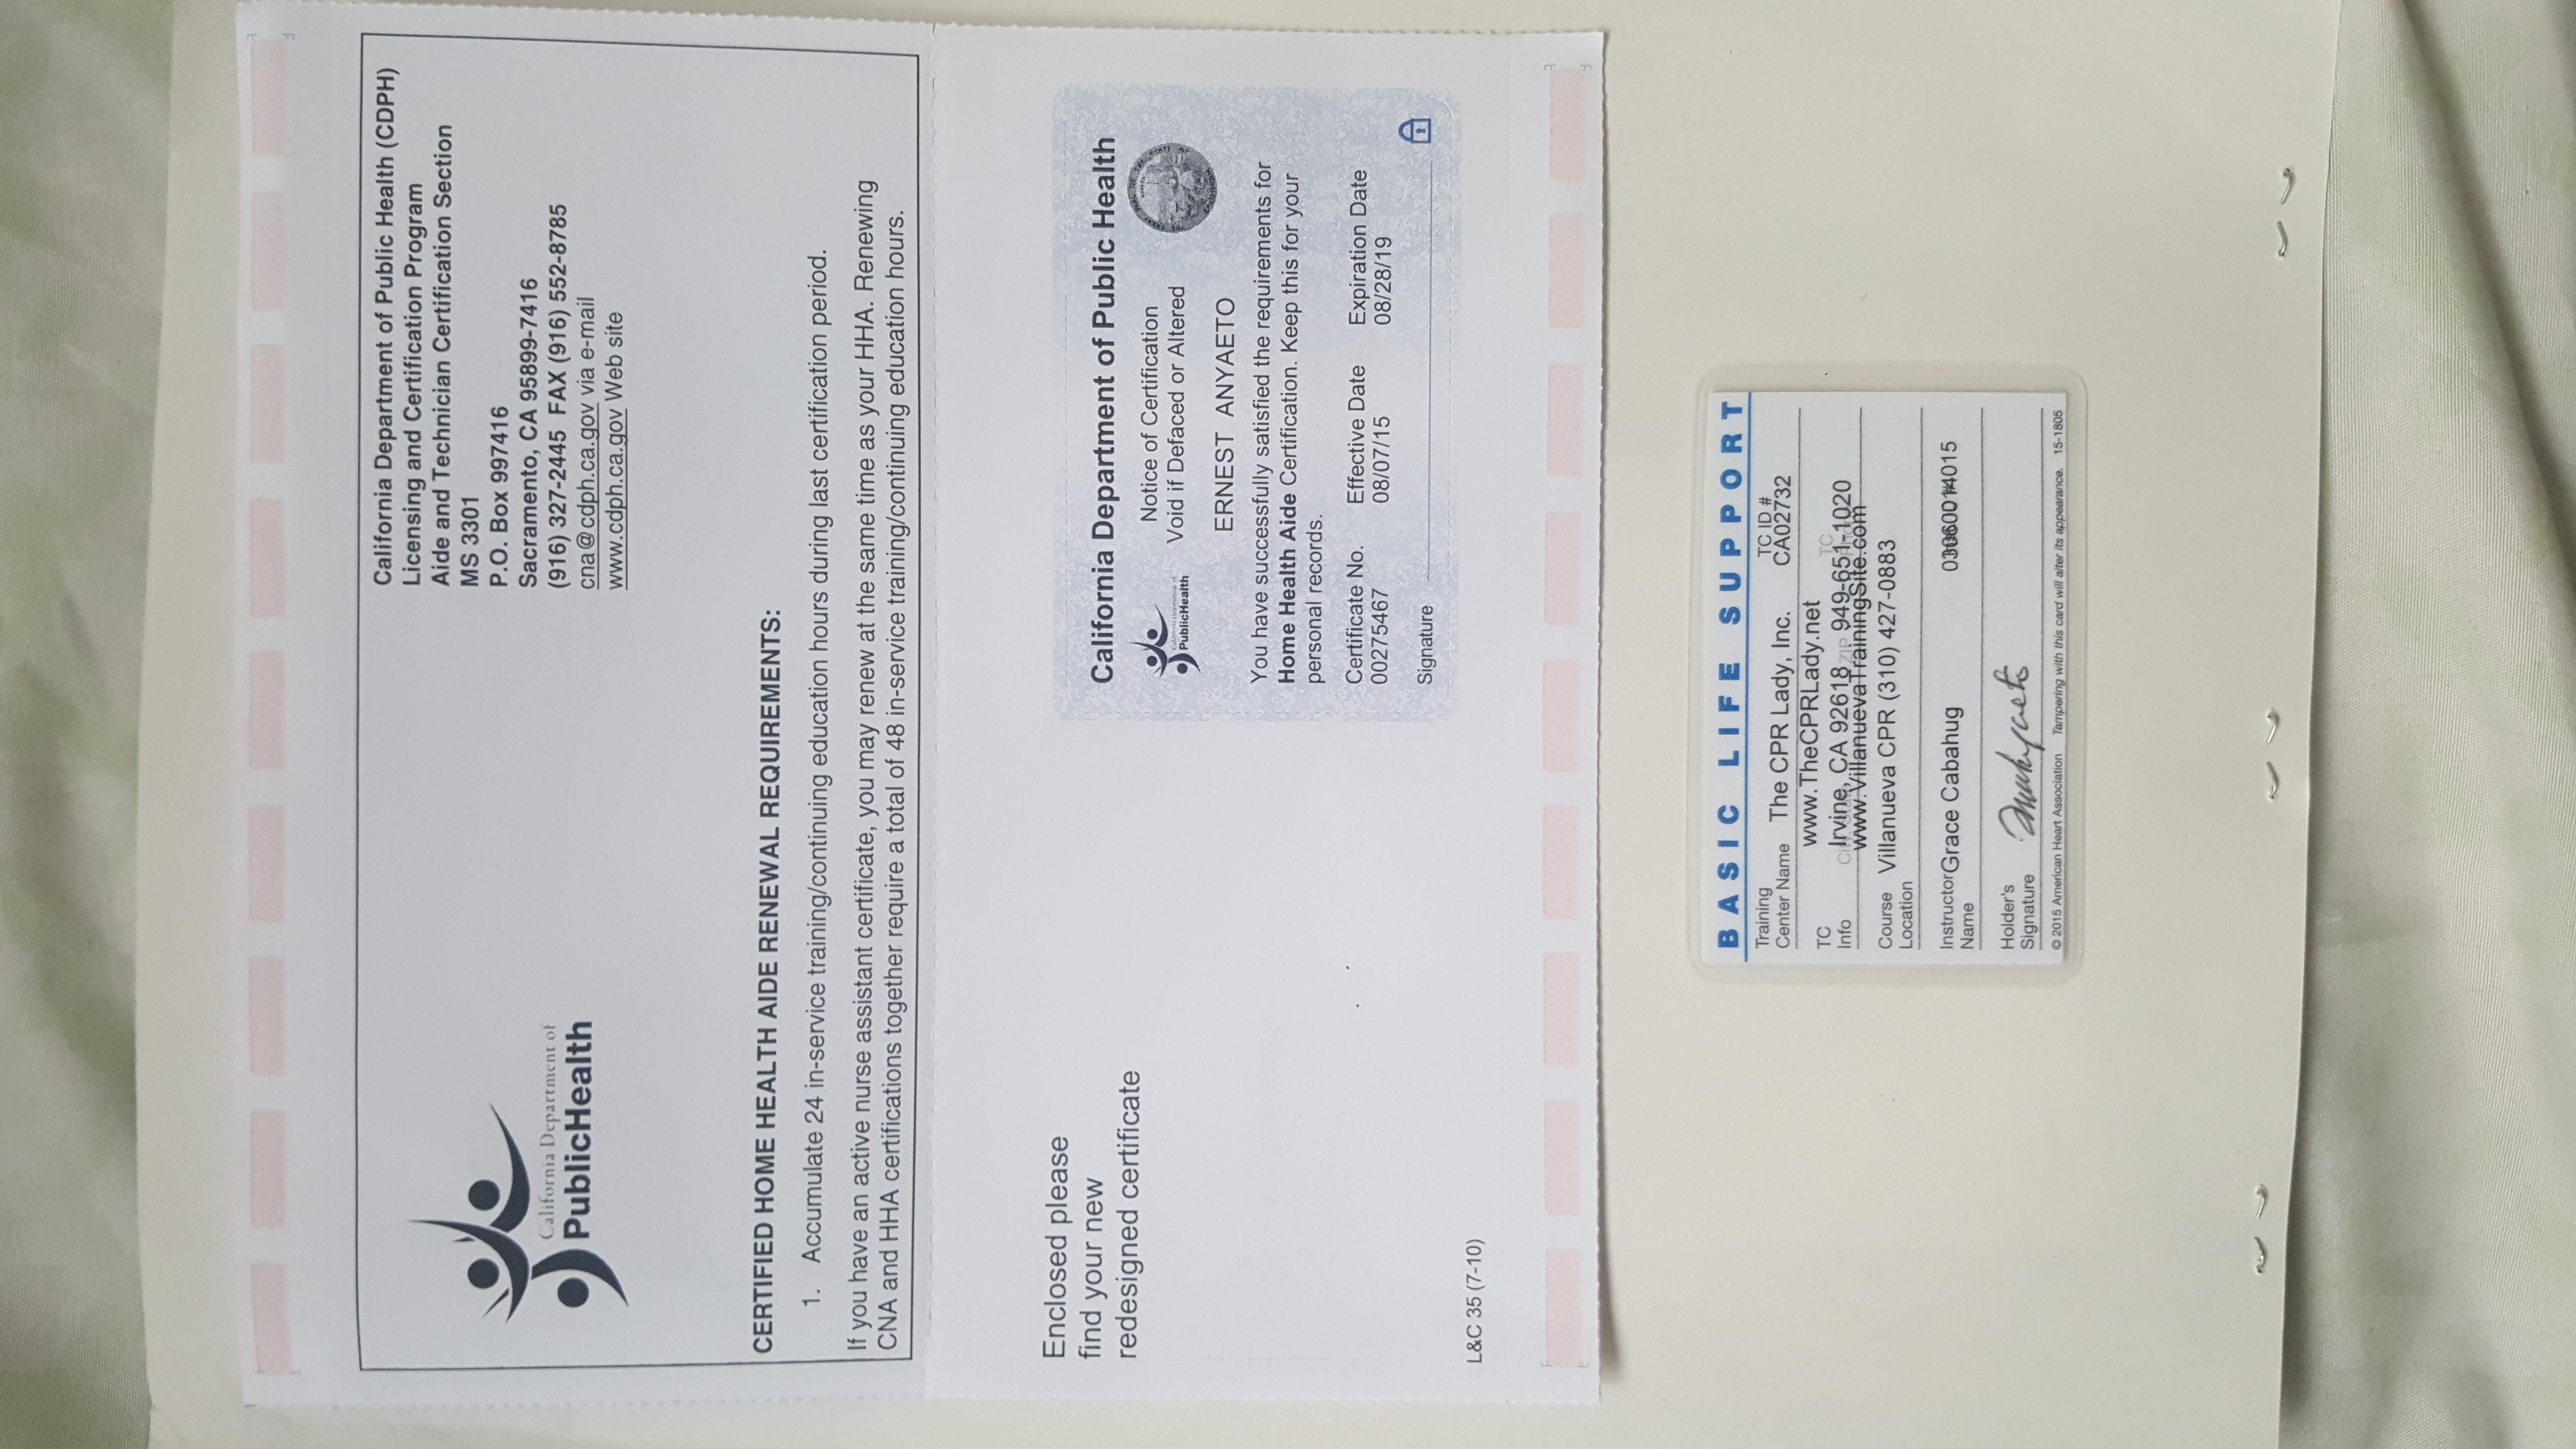 California Department of Public Health (CDPH)
Licensing and Certification Program
Aide and Technician Certification Section
MS 3301
P.O. Box 997416
Sacramento, CA 95899-7416
(916) 327-2445 FAX (916) 552-8785
cna@cdph.ca.gov via e-mail
www.cdph.ca.gov Web site
California Department of
PublicHealth
CERTIFIED HOME HEALTH AIDE RENEWAL REQUIREMENTS:
1. Accumulate 24 in-service training/continuing education hours during last certification period.
If you have an active nurse assistant certificate, you may renew at the same time as your HHA. Renewing
CNA and HHA certifications together require a total of 48 in-service training/continuing education hours.
Enclosed please
find your new
redesigned certificate
L&C 35 (7-10)
California Department of Public Health
PublicHealth
Notice of Certification
Void if Defaced or Altered
ERNEST ANYAETO
You have successfully satisfied the requirements for
Home Health Aide Certification. Keep this for your
personal records.
Certificate No. Effective Date Expiration Date
00275467 08/07/15 08/28/19
Signature
BASIC LIFE SUPPORT
Training
Center Name The CPR Lady, Inc. TC ID # CA02732
www.TheCPRLady.net
TC
Info Irvine, CA 92618 949-651-1020
www.VillanuevaTrainingSite.com
Course
Location Villanueva CPR (310) 427-0883
Instructor
Name Grace Cabahug
Holder's
Signature
© 2015 American Heart Association Tampering with this card will alter its appearance. 15-1805